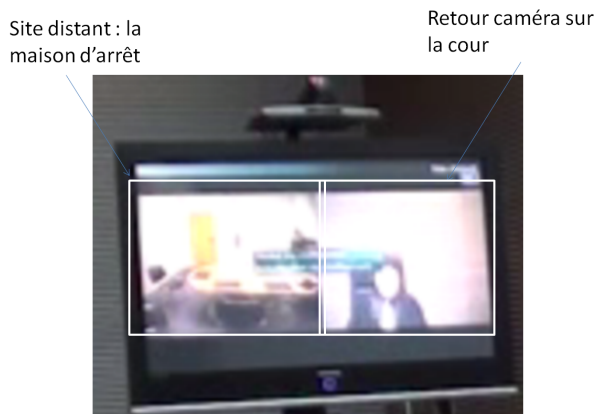 Site distant : la
maison d'arrêt
Retour caméra sur
la cour